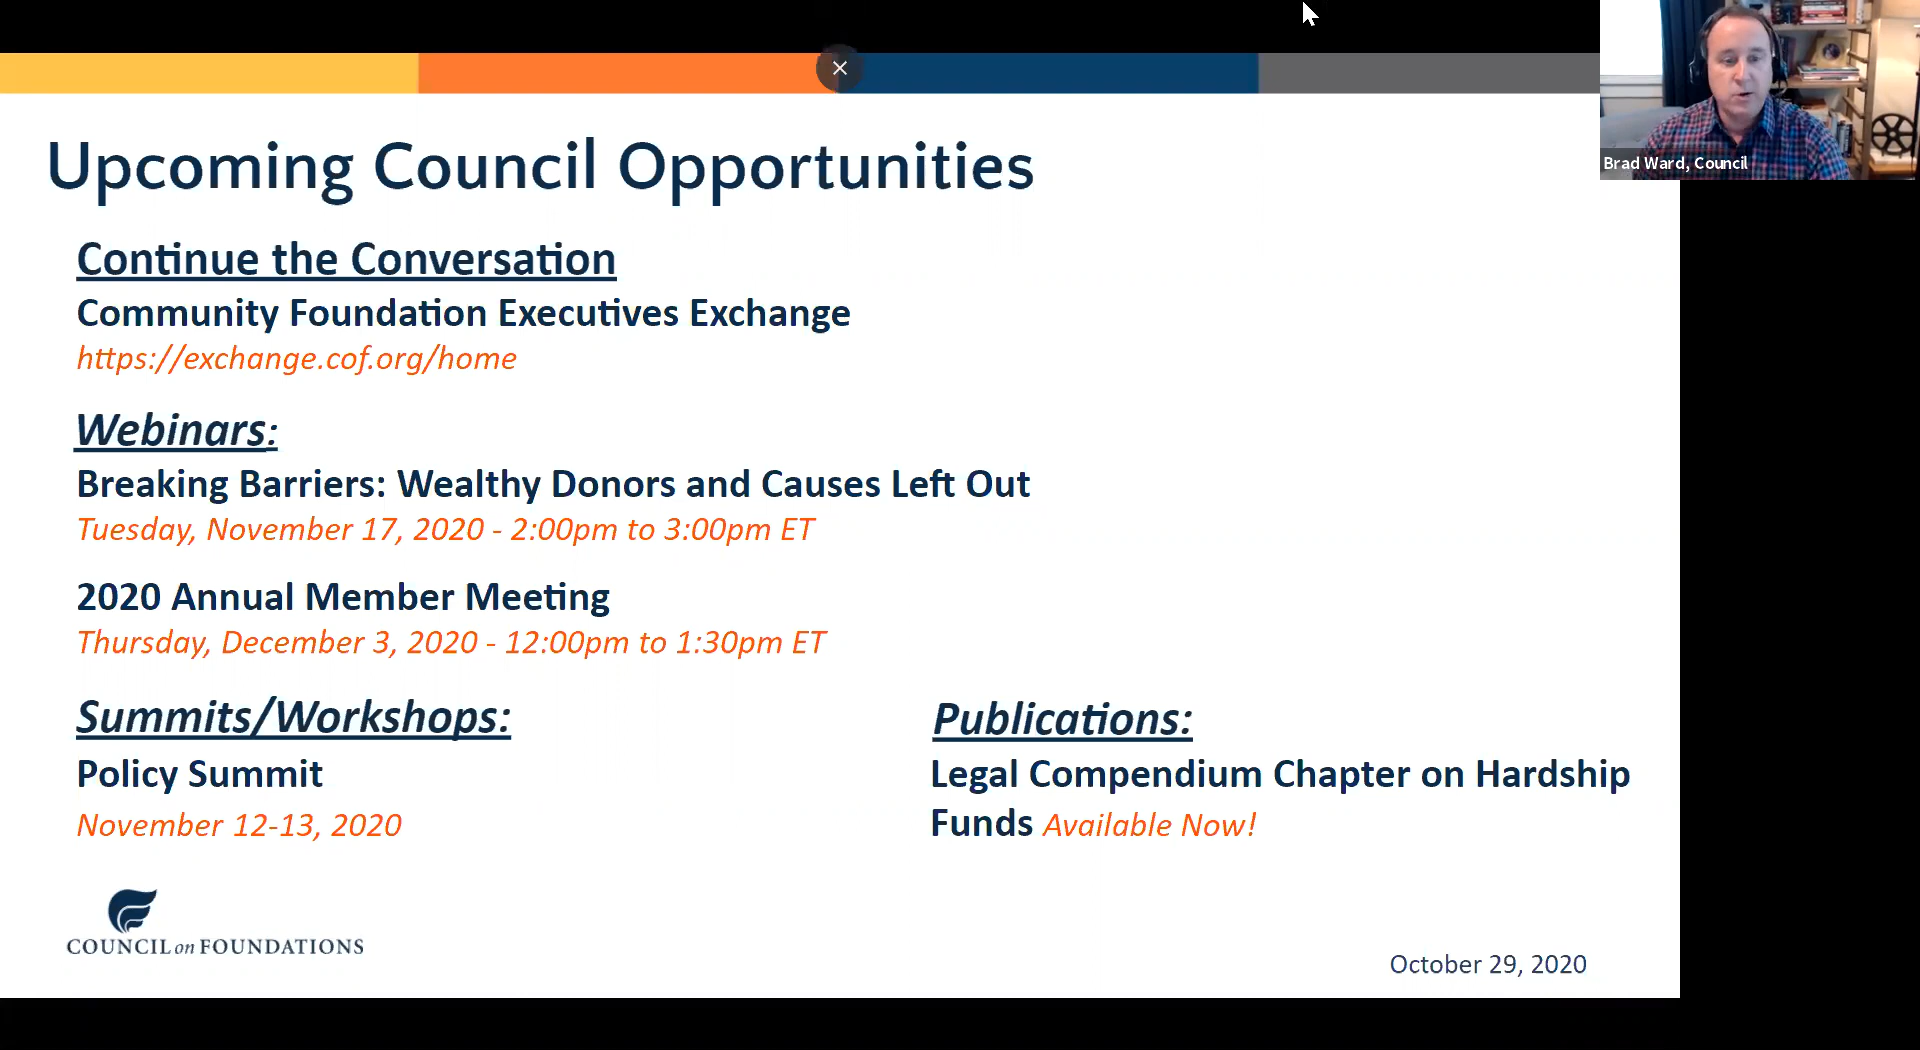 Upcoming Council Opportunities
Continue the Conversation
Community Foundation Executives Exchange
https://exchange.cof.org/home
Webinars:
Breaking Barriers: Wealthy Donors and Causes Left Out
Tuesday, November 17, 2020 - 2:00pm to 3:00pm ET
2020 Annual Member Meeting
Thursday, December 3, 2020 - 12:00pm to 1:30pm ET
Summits/Workshops:
Policy Summit
November 12-13, 2020
Publications:
Legal Compendium Chapter on Hardship
Funds Available Now!
COUNCIL on FOUNDATIONS
October 29, 2020
Brad Ward, Council